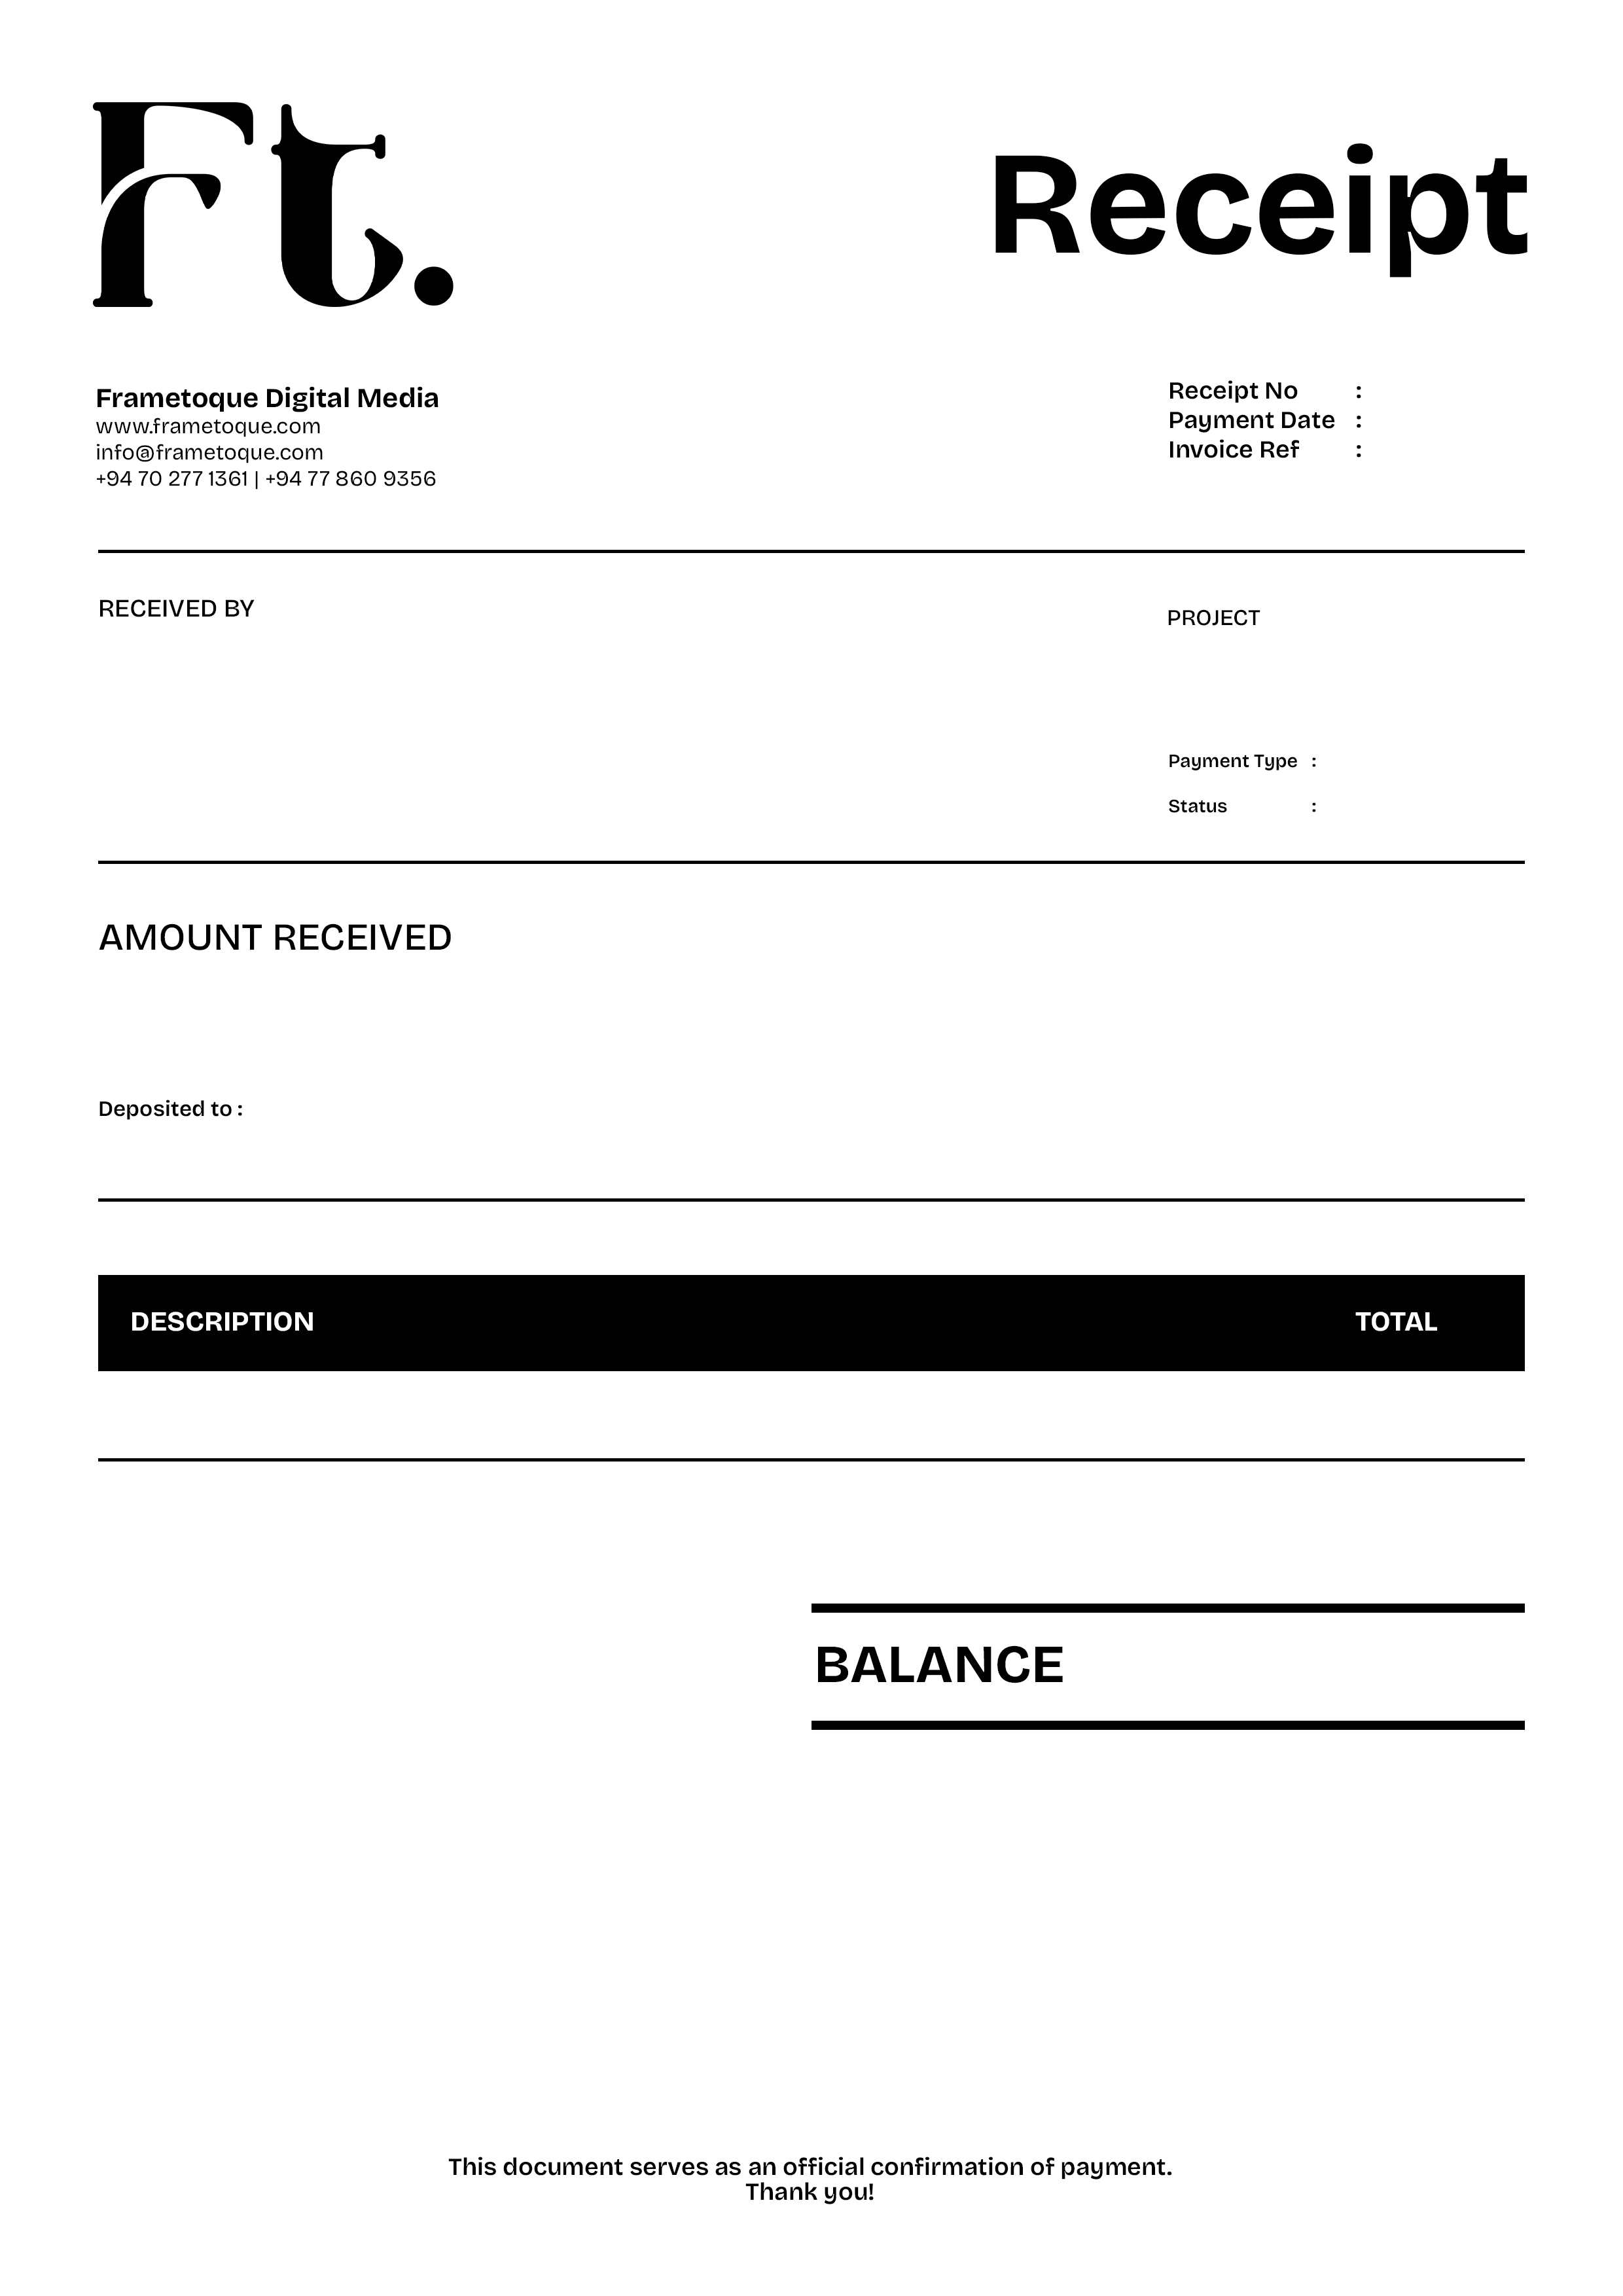 Ft.
Receipt
Frametoque Digital Media
www.frametoque.com
info@frametoque.com
+94 70 277 1361 | +94 77 860 9356
Receipt No :
Payment Date :
Invoice Ref :
RECEIVED BY
PROJECT
Payment Type :
Status :
AMOUNT RECEIVED
Deposited to :
DESCRIPTION TOTAL
BALANCE
This document serves as an official confirmation of payment.
Thank you!